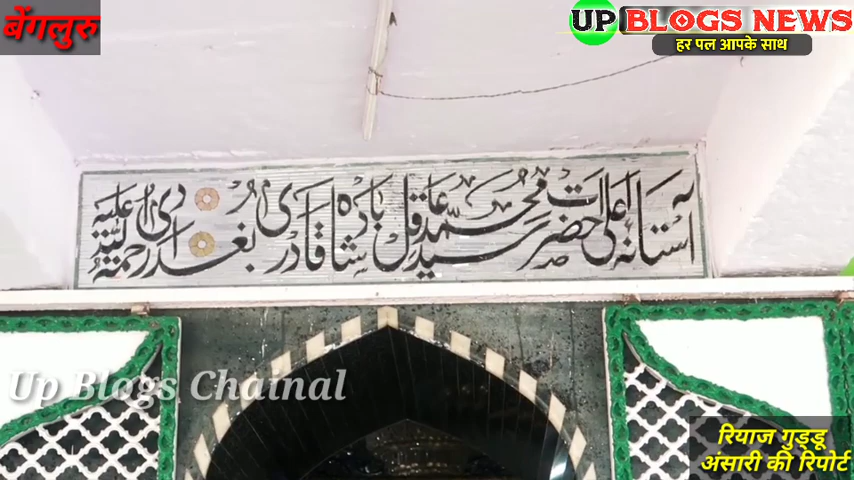 बेंगलुरु
UP BLOGS NEWS
हर पल आपके साथ
آستانہ اعلیٰ حضرت سید محمد عاقل بادشاہ قادری بغدادی رحمۃ اللہ علیہ
Up Blogs Chainal
रियाज गुड्डू
अंसारी की रिपोर्ट